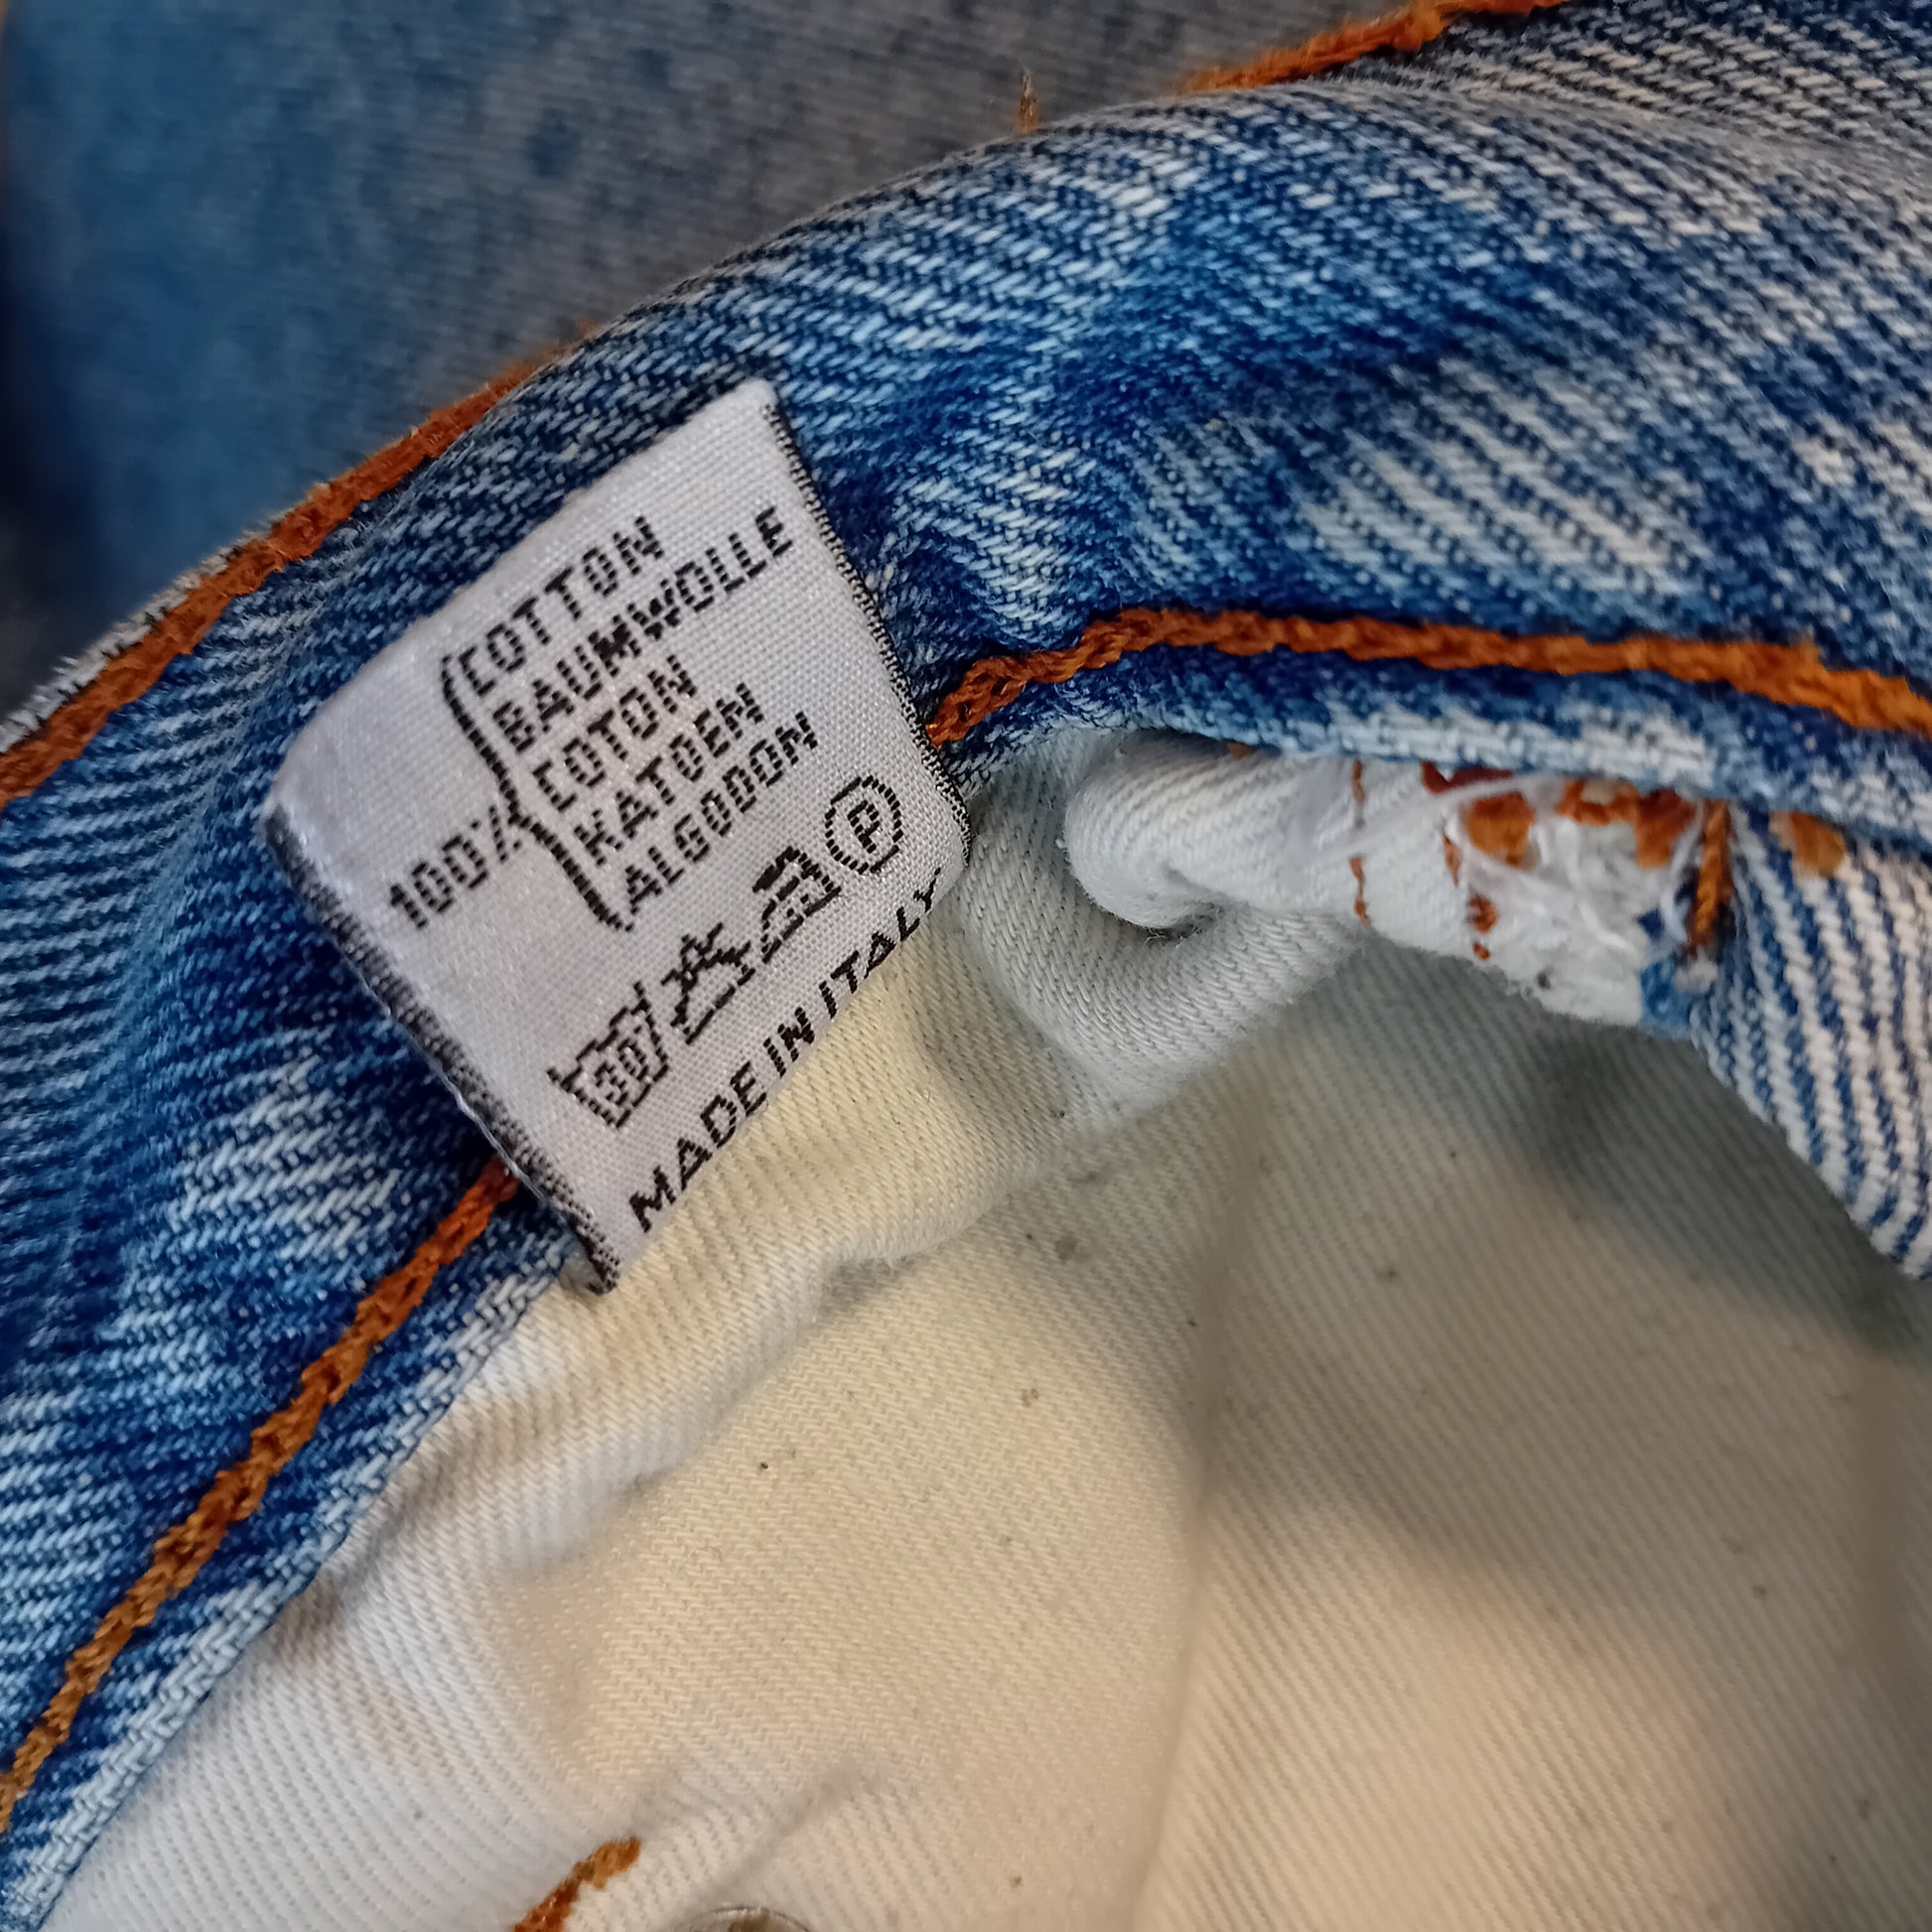 100% COTTON
BAUMWOLLE
COTON
KATOEN
ALGODON
30 P
MADE IN ITALY